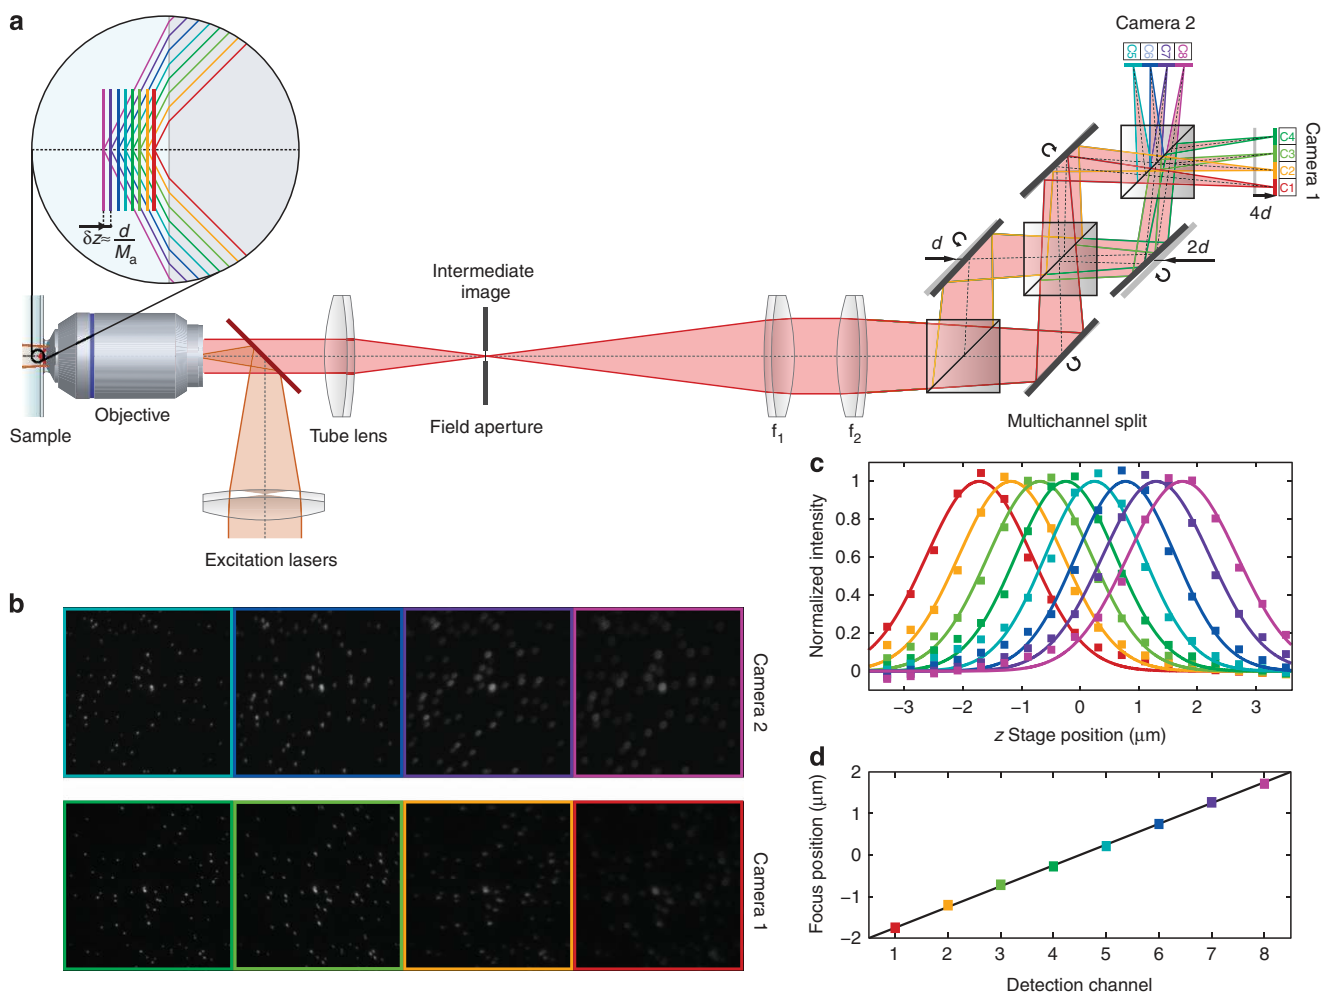 a
Camera 2
C5 C6 C7 C8
C4
C3
C2
C1
Camera 1
4d
d
2d
δz≈ d/Ma
Intermediate
image
Objective
Sample
Tube lens
Field aperture
f1
f2
Multichannel split
Excitation lasers
b
Camera 2
Camera 1
c
Normalized intensity
1
0.8
0.6
0.4
0.2
0
−3 −2 −1 0 1 2 3
z Stage position (μm)
d
Focus position (μm)
2
1
0
−1
−2
1 2 3 4 5 6 7 8
Detection channel